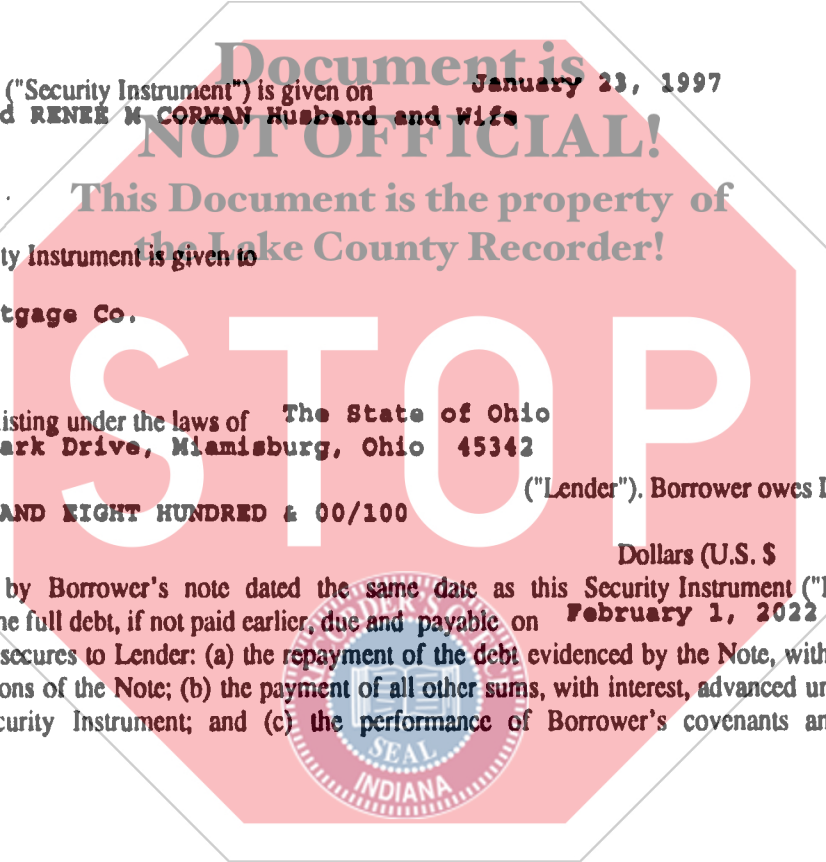 Document is
("Security Instrument") is given on January 23, 1997
d RENEE M CORMAN Husband and Wife
NOT OFFICIAL!
This Document is the property of
the Lake County Recorder!
ty Instrument is given to
tgage Co.
STOP
isting under the laws of The State of Ohio
ark Drive, Miamisburg, Ohio 45342
("Lender"). Borrower owes
AND EIGHT HUNDRED & 00/100
Dollars (U.S. $
by Borrower's note dated the same date as this Security Instrument ("
he full debt, if not paid earlier, due and payable on February 1, 2022
secures to Lender: (a) the repayment of the debt evidenced by the Note, with
ons of the Note; (b) the payment of all other sums, with interest, advanced un
curity Instrument; and (c) the performance of Borrower's covenants an
RECORDER'S OFFICE
SEAL
INDIANA